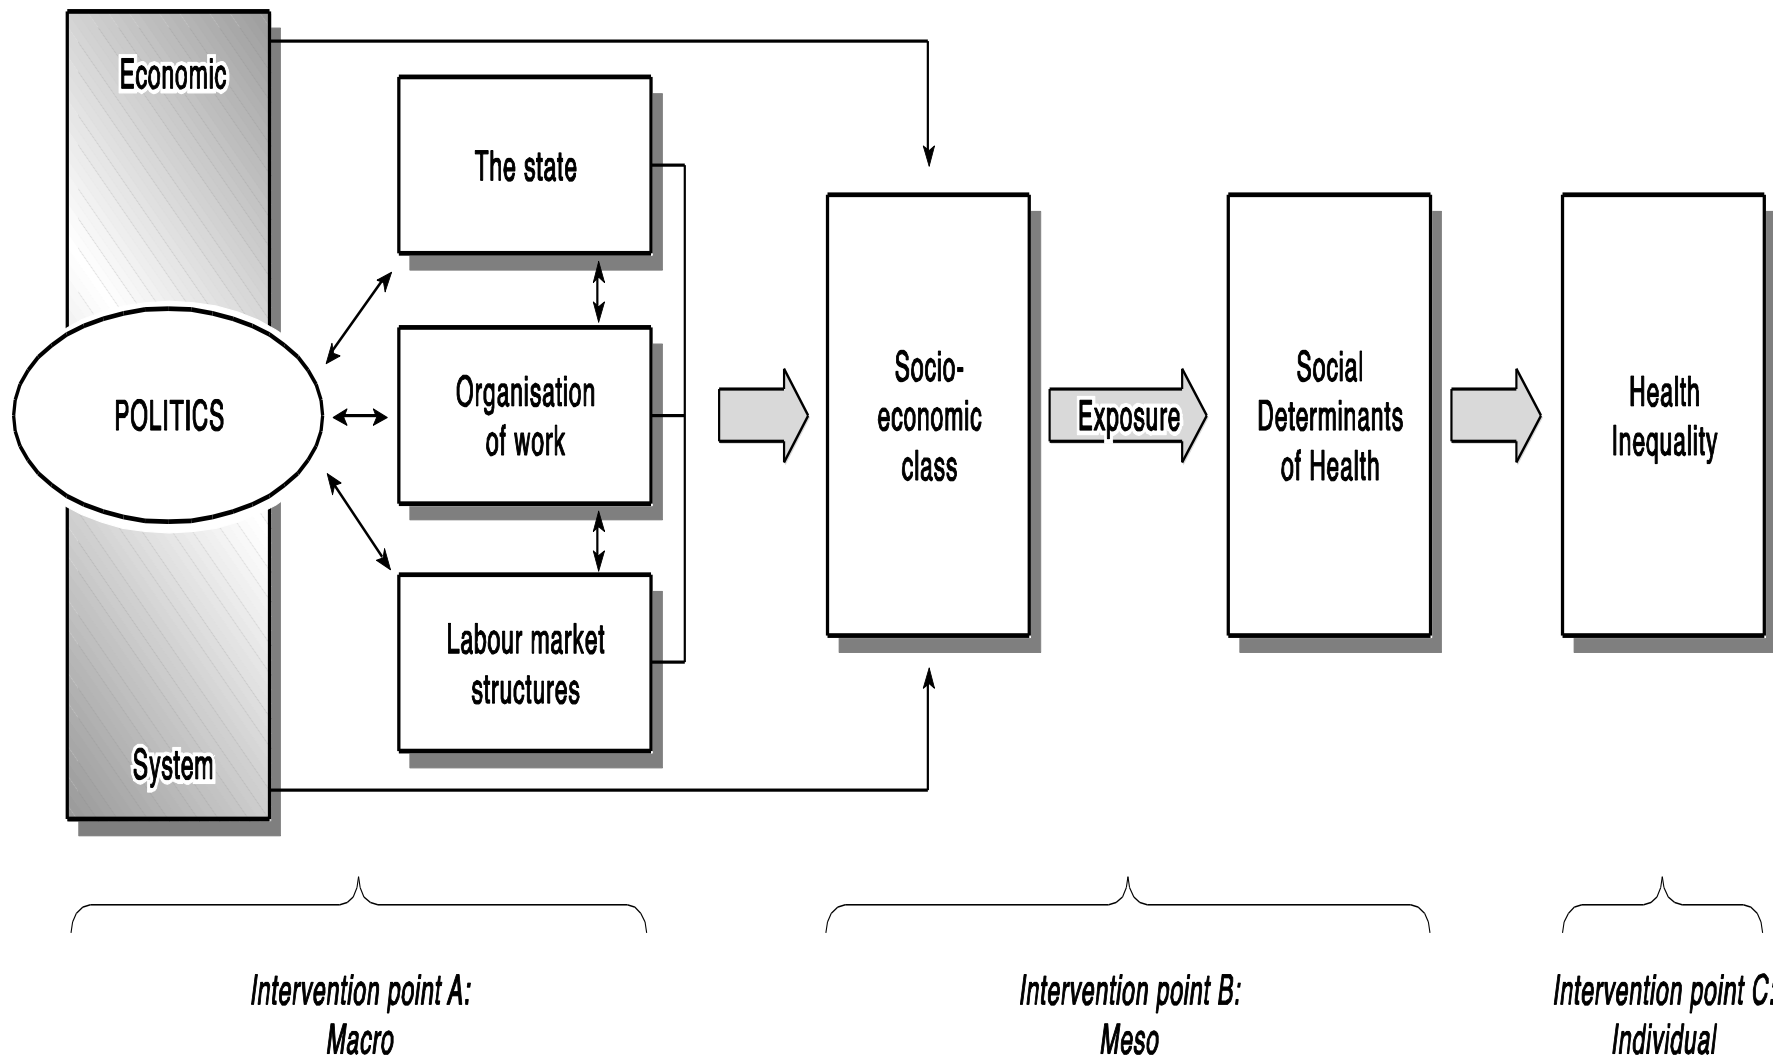 Economic
The state
POLITICS
Organisation
of work
Labour market
structures
System
Socio-
economic
class
Exposure
Social
Determinants
of Health
Health
Inequality
Intervention point A:
Macro
Intervention point B:
Meso
Intervention point C:
Individual